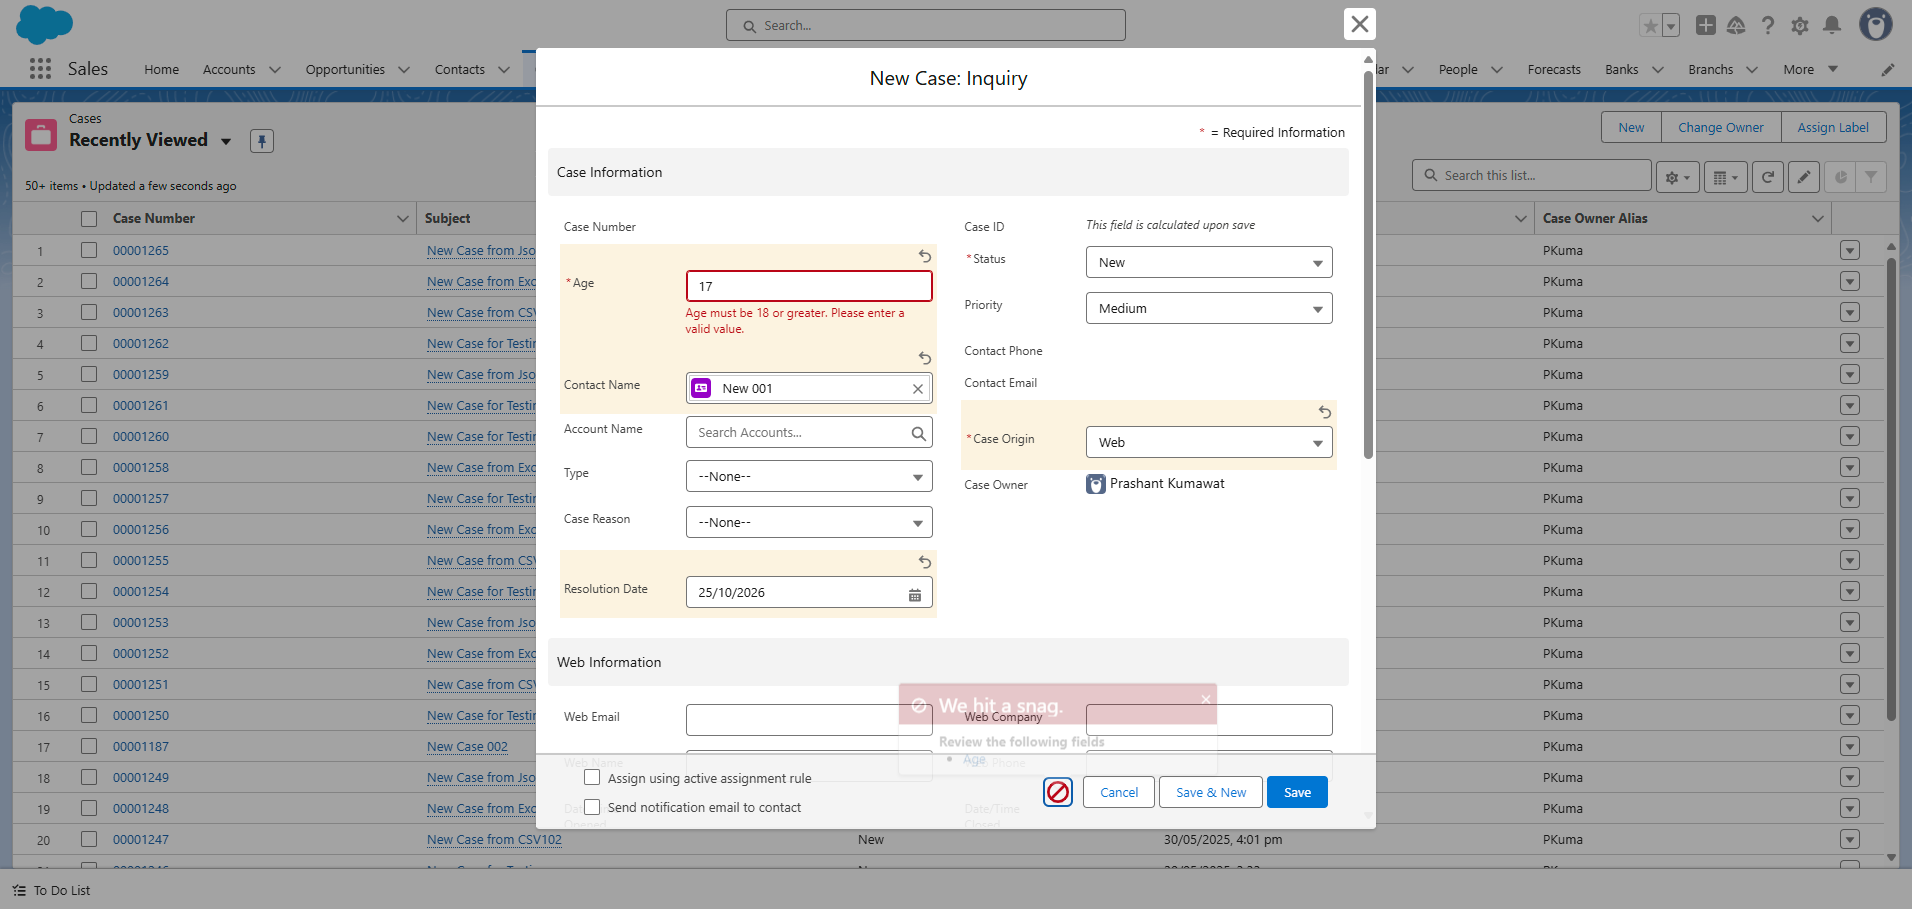 Search...
Sales
Home
Accounts
Opportunities
Contacts
People
Forecasts
Banks
Branchs
More
Cases
Recently Viewed
50+ items • Updated a few seconds ago
New
Change Owner
Assign Label
Search this list...
Case Number
Subject
Case Owner Alias
1 00001265 New Case from Jso PKuma
2 00001264 New Case from Exc PKuma
3 00001263 New Case from CSV PKuma
4 00001262 New Case for Testin PKuma
5 00001259 New Case from Jso PKuma
6 00001261 New Case for Testin PKuma
7 00001260 New Case for Testin PKuma
8 00001258 New Case from Exc PKuma
9 00001257 New Case for Testin PKuma
10 00001256 New Case from Exc PKuma
11 00001255 New Case from CSV PKuma
12 00001254 New Case for Testin PKuma
13 00001253 New Case from Jso PKuma
14 00001252 New Case from Exc PKuma
15 00001251 New Case from CSV PKuma
16 00001250 New Case for Testin PKuma
17 00001187 New Case 002 PKuma
18 00001249 New Case from Jso PKuma
19 00001248 New Case from Exc PKuma
20 00001247 New Case from CSV102 New 30/05/2025, 4:01 pm PKuma
To Do List
New Case: Inquiry
* = Required Information
Case Information
Case Number
* Age
17
Age must be 18 or greater. Please enter a
valid value.
Contact Name
New 001
Account Name
Search Accounts...
Type
--None--
Case Reason
--None--
Resolution Date
25/10/2026
Case ID
This field is calculated upon save
* Status
New
Priority
Medium
Contact Phone
Contact Email
* Case Origin
Web
Case Owner
Prashant Kumawat
Web Information
Web Email
Web Company
Web Name
Phone
We hit a snag.
Review the following fields
• Age
Assign using active assignment rule
Send notification email to contact
Date/Time
Closed
Opened
Cancel
Save & New
Save